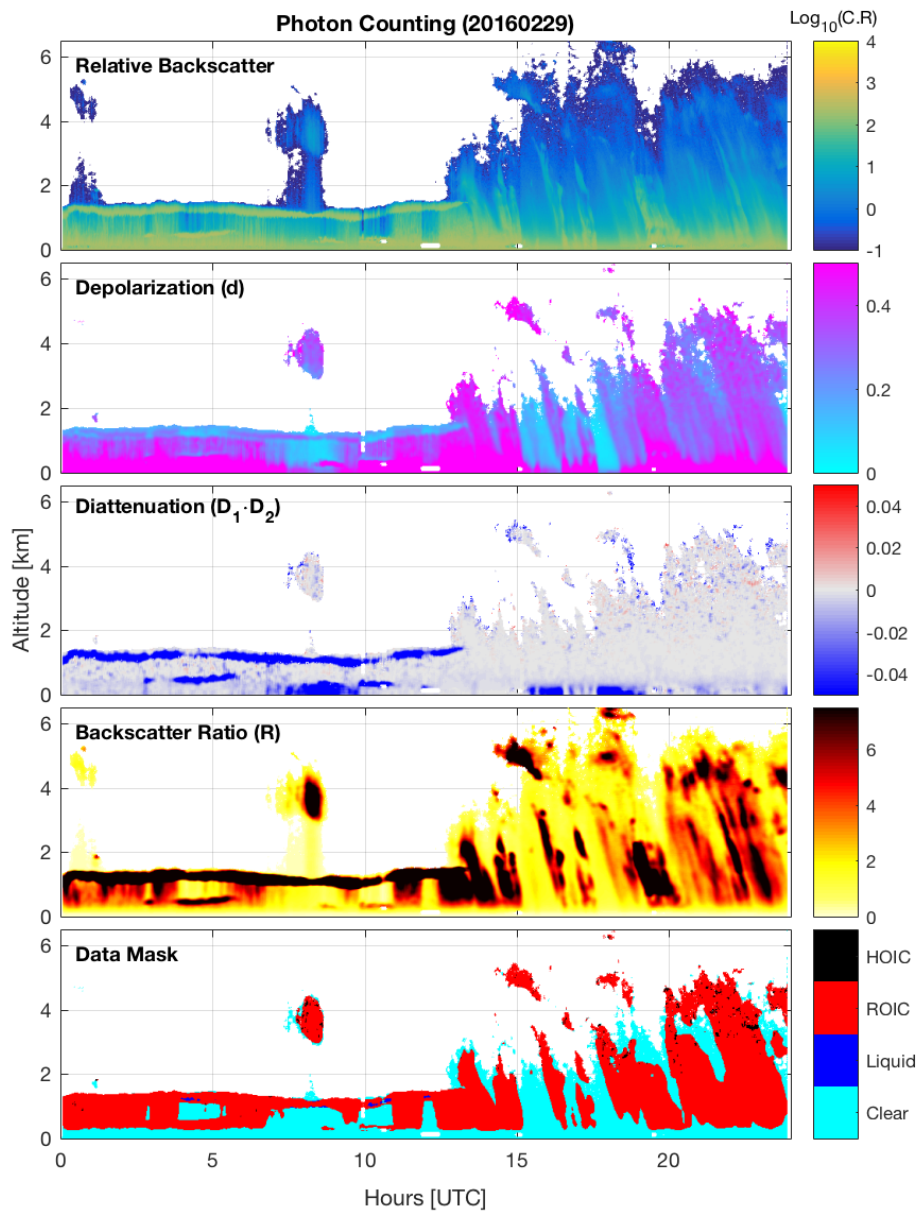 Photon Counting (20160229)
Log10(C.R)
Relative Backscatter
6
4
2
0
4
3
2
1
0
-1
Depolarization (d)
6
4
2
0
0.4
0.2
0
Diattenuation (D1·D2)
6
4
2
0
0.04
0.02
0
-0.02
-0.04
Altitude [km]
Backscatter Ratio (R)
6
4
2
0
6
4
2
0
Data Mask
6
4
2
0
HOIC
ROIC
Liquid
Clear
0 5 10 15 20
Hours [UTC]